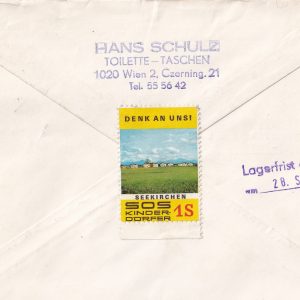 HANS SCHULZ
TOILETTE-TASCHEN
1020 Wien 2, Czerning. 21
Tel. 55 56 42
DENK AN UNS!
SEEKIRCHEN
SOS
KINDER-
DÖRFER
1S
Lagerfrist
am 28. S